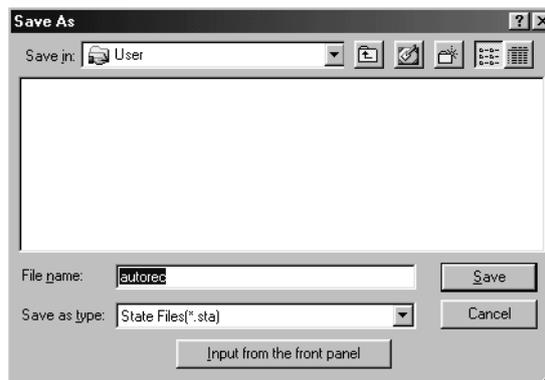 Save As
Save in: User
File name: autorec
Save
Save as type: State Files(*.sta)
Cancel
Input from the front panel